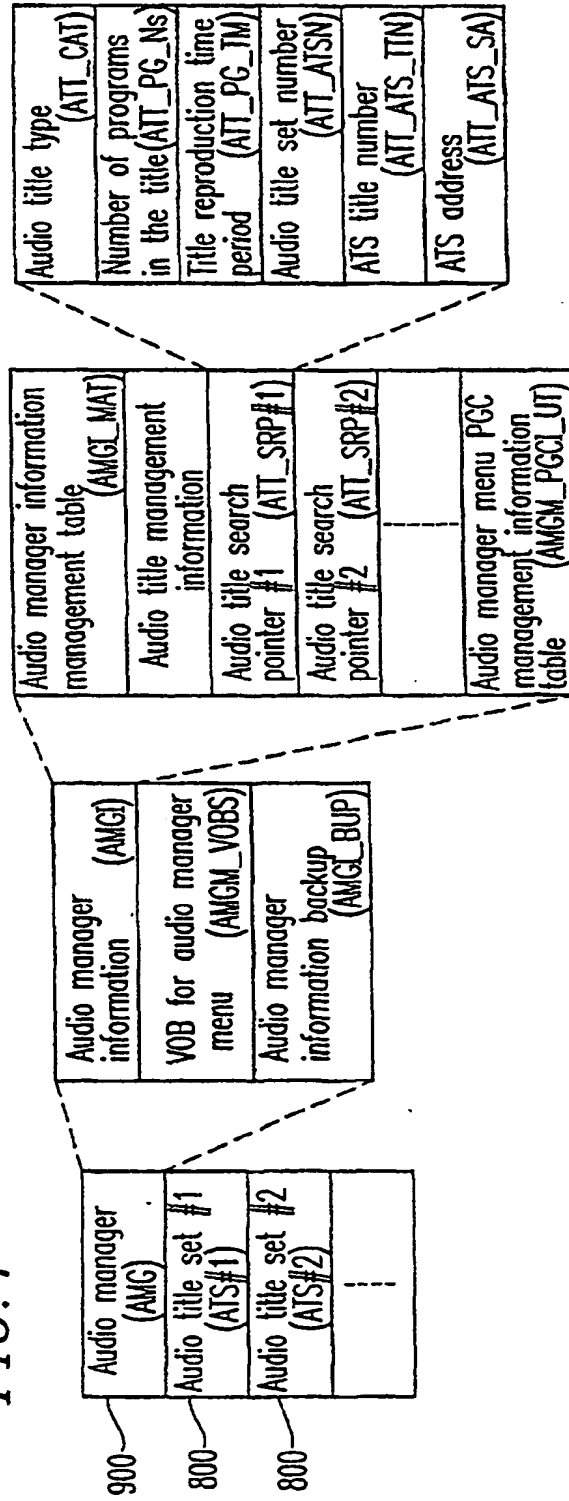 900
800
800
Audio manager
(AMG)
Audio title set #1
(ATS#1)
Audio title set #2
(ATS#2)
Audio manager
information (AMGI)
VOB for audio manager
menu (AMGM_VOBS)
Audio manager
information backup
(AMGI_BUP)
Audio manager information
management table
(AMGI_MAT)
Audio title management
information
Audio title search
pointer #1 (ATT_SRP#1)
Audio title search
pointer #2 (ATT_SRP#2)
Audio manager menu PGC
management information
table (AMGM_PGCI_UT)
Audio title type
(ATT_CAT)
Number of programs
in the title(ATT_PG_Ns)
Title reproduction time
period (ATT_PG_TM)
Audio title set number
(ATT_ATSN)
ATS title number
(ATT_ATS_TTN)
ATS address
(ATT_ATS_SA)